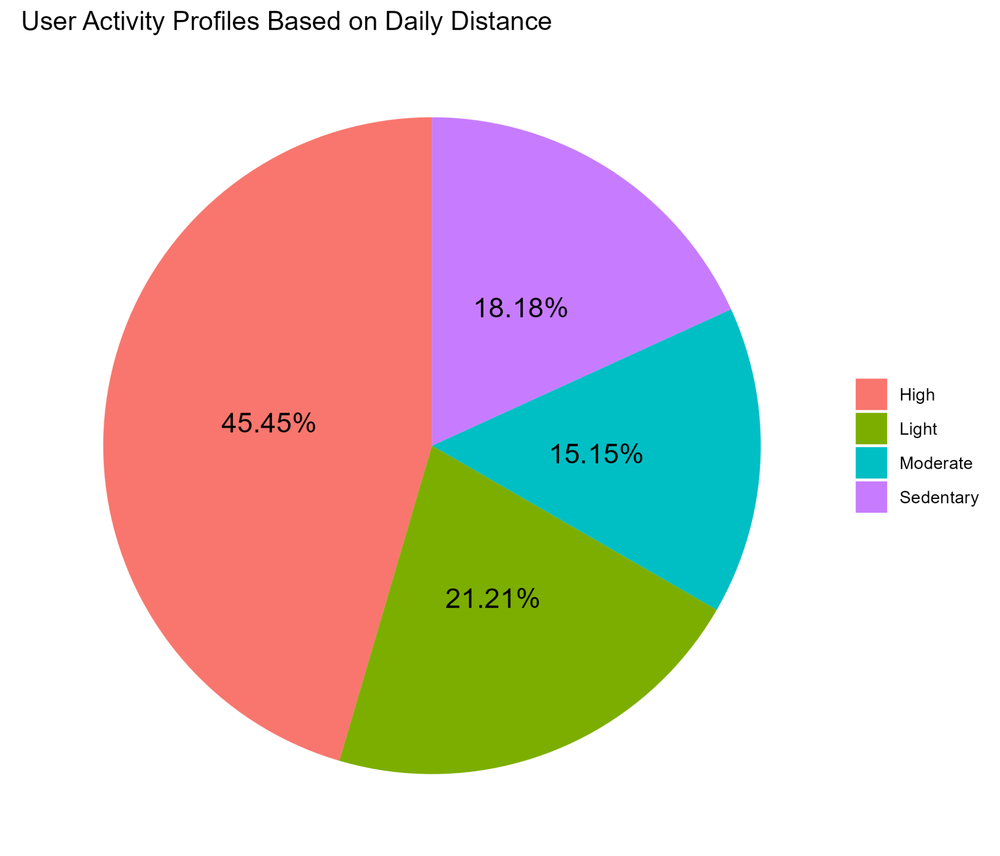 User Activity Profiles Based on Daily Distance
18.18%
45.45%
15.15%
21.21%
High
Light
Moderate
Sedentary